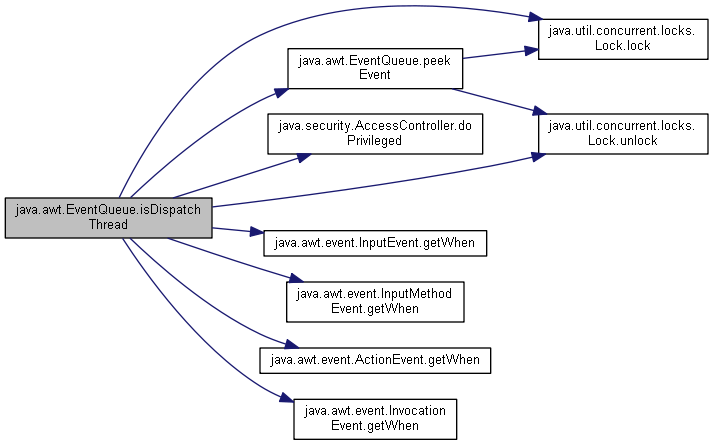 java.util.concurrent.locks.
Lock.lock
java.awt.EventQueue.peek
Event
java.security.AccessController.do
Privileged
java.util.concurrent.locks.
Lock.unlock
java.awt.EventQueue.isDispatch
Thread
java.awt.event.InputEvent.getWhen
java.awt.event.InputMethod
Event.getWhen
java.awt.event.ActionEvent.getWhen
java.awt.event.Invocation
Event.getWhen